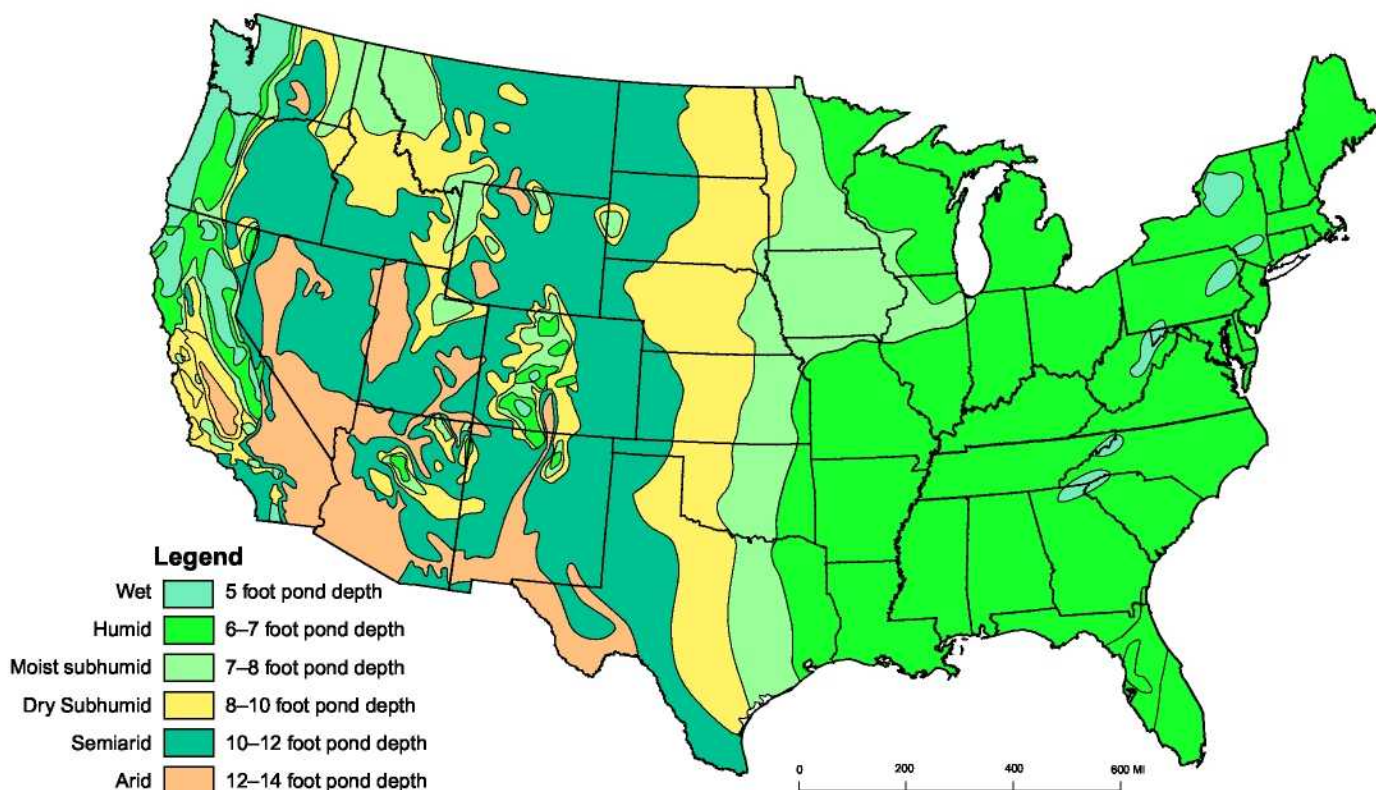 Legend
Wet 5 foot pond depth
Humid 6–7 foot pond depth
Moist subhumid 7–8 foot pond depth
Dry Subhumid 8–10 foot pond depth
Semiarid 10–12 foot pond depth
Arid 12–14 foot pond depth
0 200 400 600 MI